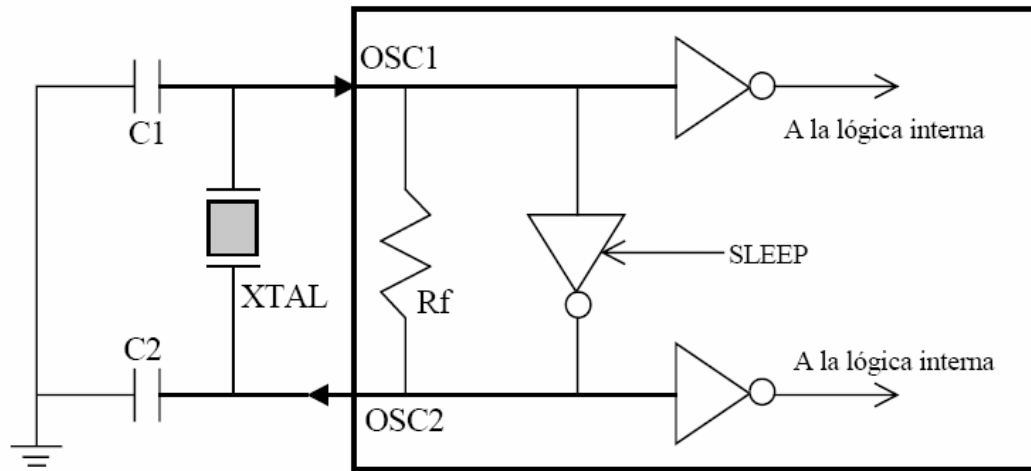 OSC1
C1
A la lógica interna
SLEEP
XTAL
Rf
C2
A la lógica interna
OSC2